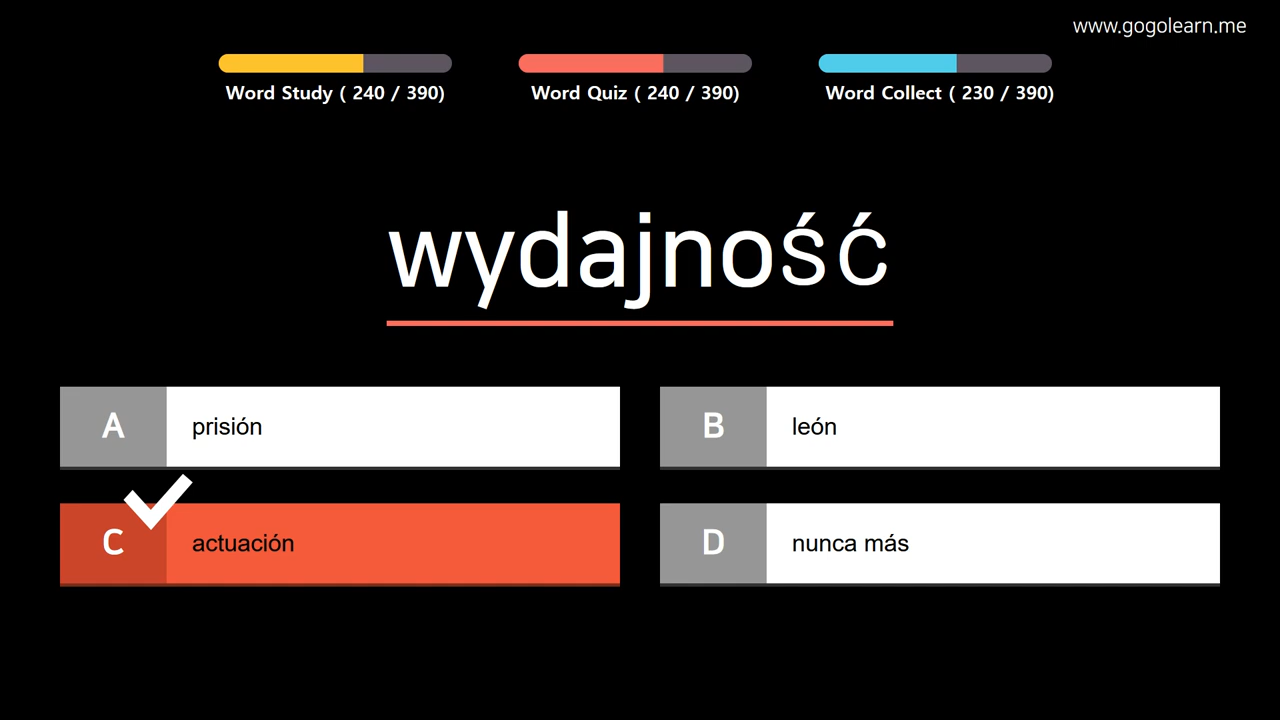 www.gogolearn.me
Word Study ( 240 / 390)
Word Quiz ( 240 / 390)
Word Collect ( 230 / 390)
wydajność
A prisión
B león
C actuación
D nunca más